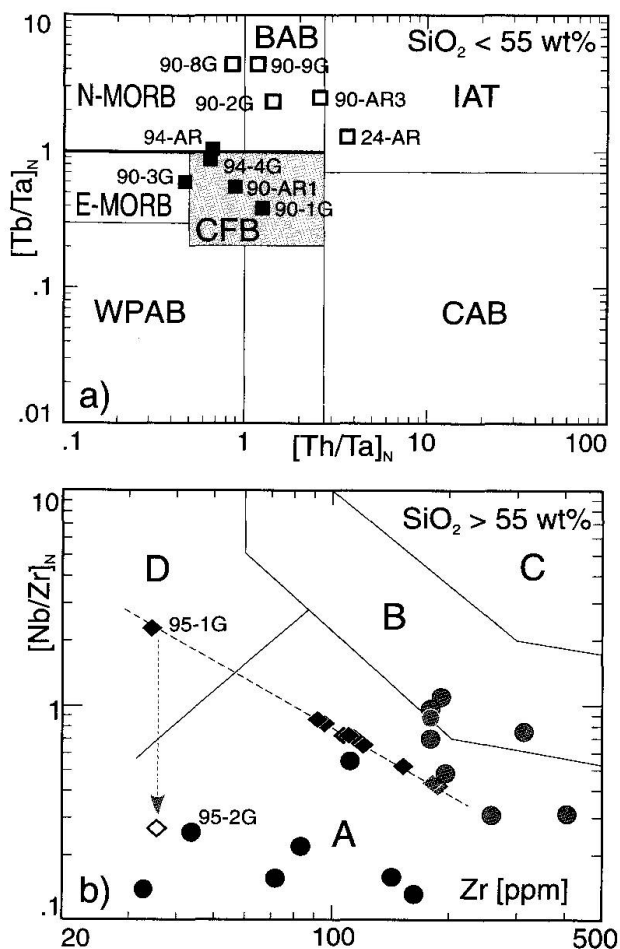 10
BAB
SiO₂ < 55 wt%
90-8G
90-9G
N-MORB
90-2G
90-AR3
IAT
94-AR
24-AR
1
94-4G
90-3G
90-AR1
E-MORB
90-1G
CFB
[Tb/Ta]N
.1
WPAB
CAB
a)
.01
.1
1
10
100
[Th/Ta]N
10
SiO₂ > 55 wt%
D
C
[Nb/Zr]N
95-1G
B
1
95-2G
A
b)
Zr [ppm]
.1
20
100
500